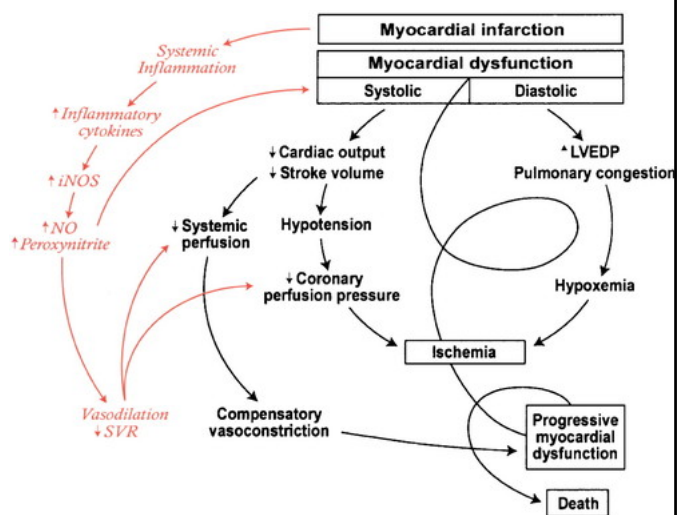 Myocardial infarction
Systemic
Inflammation
Myocardial dysfunction
Systolic
Diastolic
↑Inflammatory
cytokines
↓Cardiac output
↓Stroke volume
▲LVEDP
Pulmonary congestion
↑iNOS
↑NO
↑Peroxynitrite
↓Systemic
perfusion
Hypotension
↓Coronary
perfusion pressure
Hypoxemia
Ischemia
Vasodilation
↓SVR
Compensatory
vasoconstriction
Progressive
myocardial
dysfunction
Death